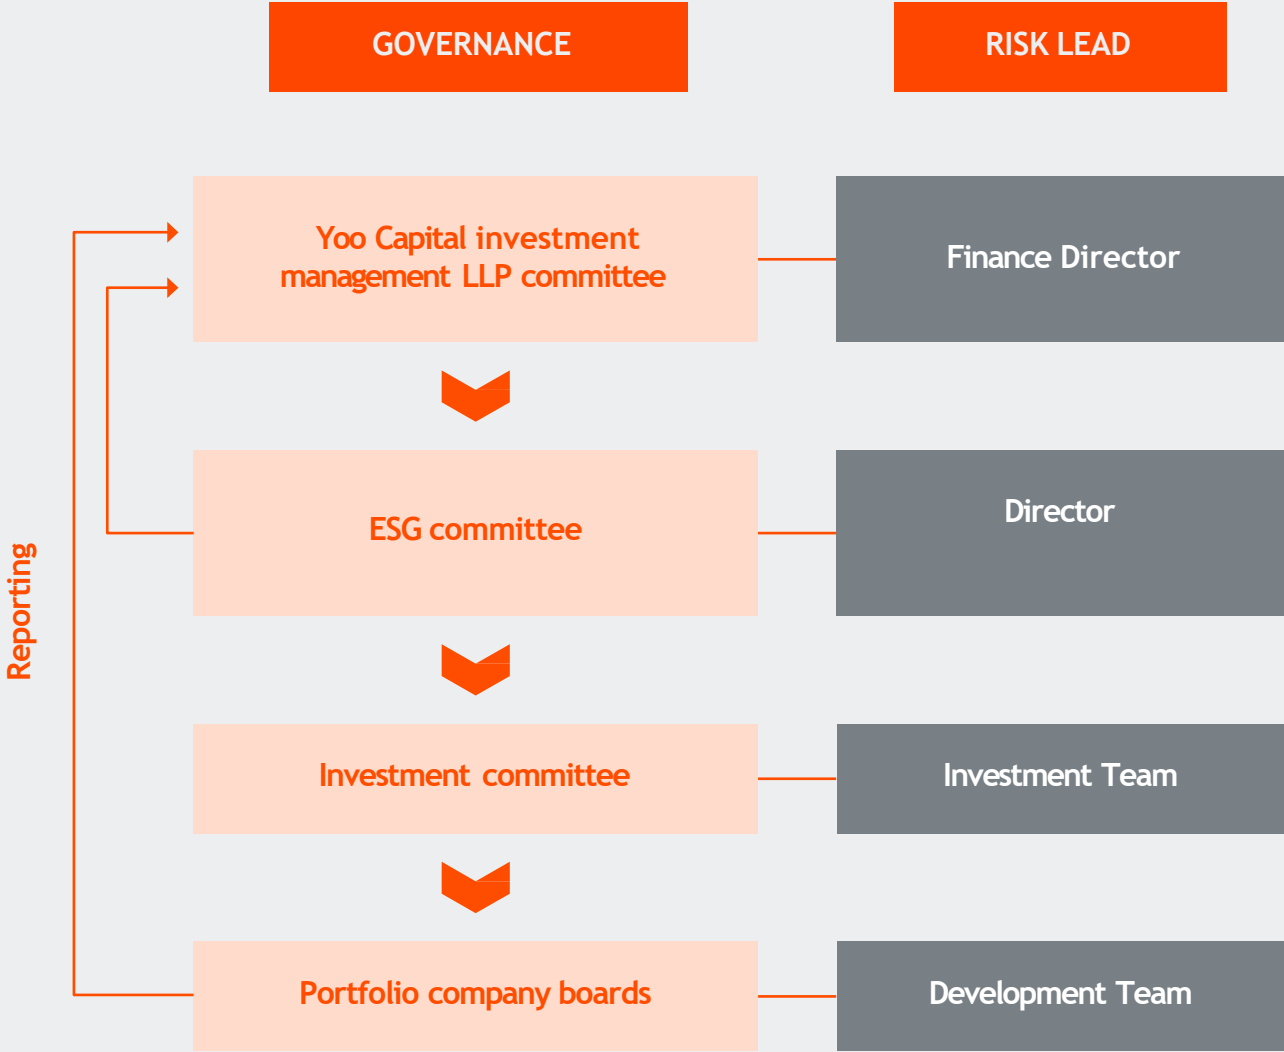 GOVERNANCE
RISK LEAD
Yoo Capital investment
management LLP committee
Finance Director
ESG committee
Director
Reporting
Investment committee
Investment Team
Portfolio company boards
Development Team